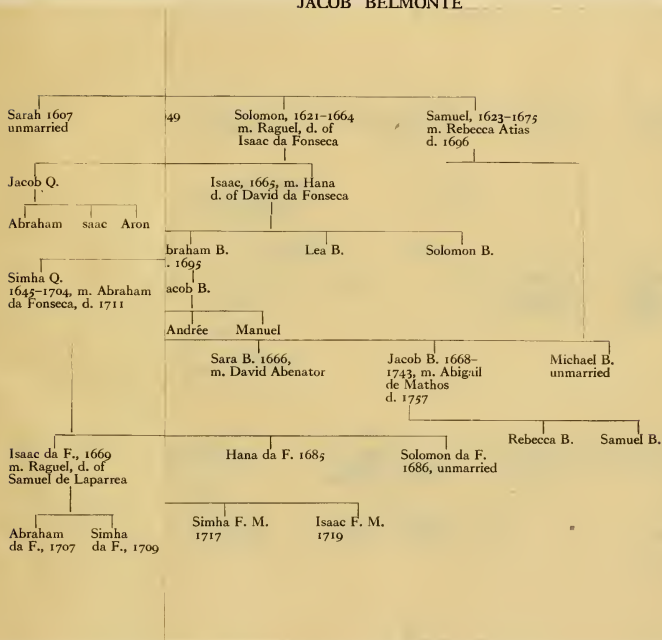 JACOB BELMONTE
Sarah 1607
unmarried
49
Solomon, 1621–1664
m. Raguel, d. of
Isaac da Fonseca
Samuel, 1623–1675
m. Rebecca Atias
d. 1696
Jacob Q.
Isaac, 1665, m. Hana
d. of David da Fonseca
Abraham saac Aron
braham B.
. 1695
Lea B.
Solomon B.
Simha Q.
1645–1704, m. Abraham
da Fonseca, d. 1711
acob B.
Andrée Manuel
Sara B. 1666,
m. David Abenator
Jacob B. 1668–
1743, m. Abigail
de Mathos
d. 1757
Michael B.
unmarried
Rebecca B. Samuel B.
Isaac da F., 1669
m. Raguel, d. of
Samuel de Laparrea
Hana da F. 1685
Solomon da F.
1686, unmarried
Abraham
da F., 1707
Simha
da F., 1709
Simha F. M.
1717
Isaac F. M.
1719